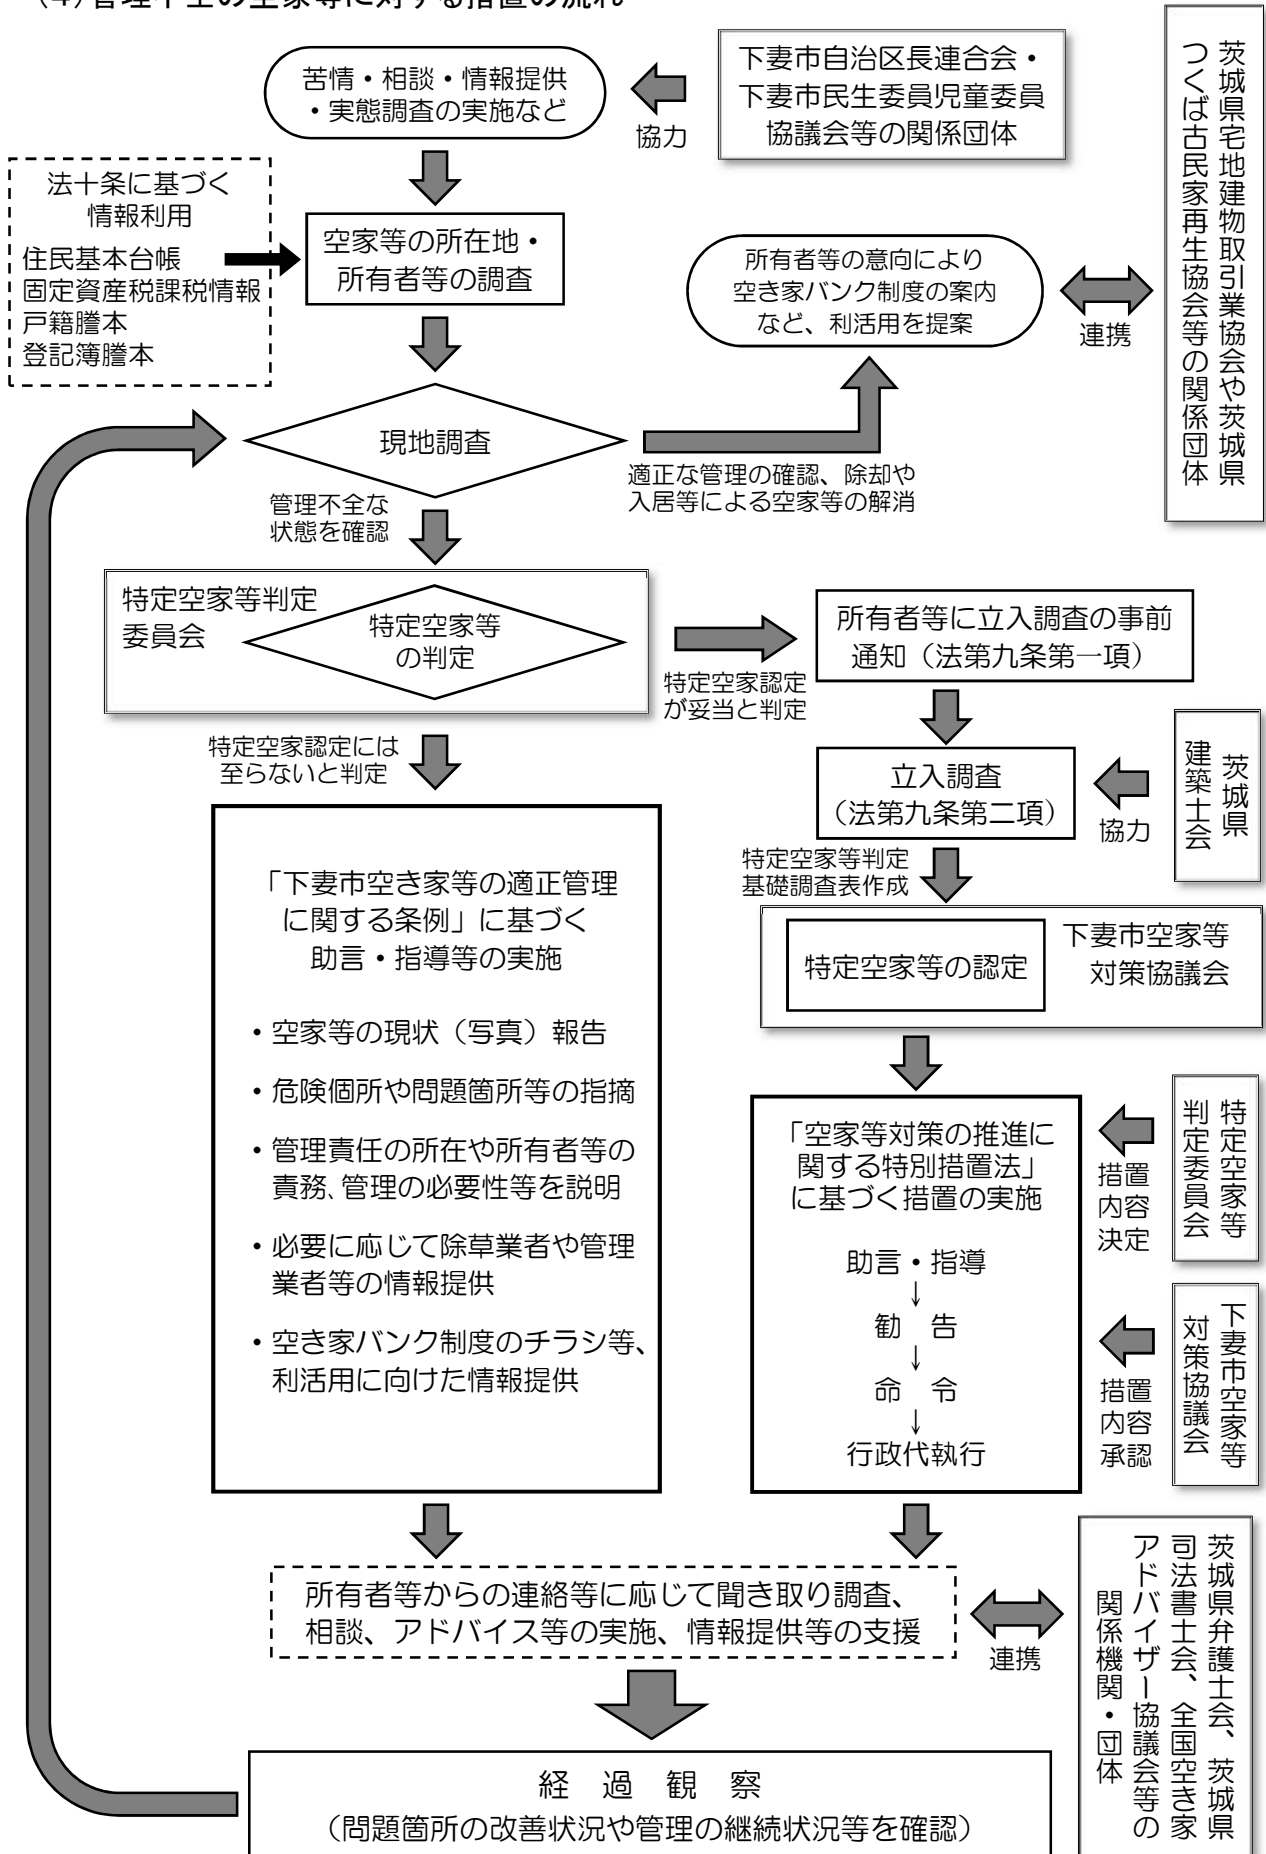 (4)管理不全の空家等に対する措置の流れ
苦情・相談・情報提供
・実態調査の実施など
協力
下妻市自治区長連合会・
下妻市民生委員児童委員
協議会等の関係団体
茨城県宅地建物取引業協会や茨城県
つくば古民家再生協会等の関係団体
法十条に基づく
情報利用
住民基本台帳
固定資産税課税情報
戸籍謄本
登記簿謄本
空家等の所在地・
所有者等の調査
所有者等の意向により
空き家バンク制度の案内
など、利活用を提案
連携
現地調査
適正な管理の確認、除却や
入居等による空家等の解消
管理不全な
状態を確認
特定空家等判定
委員会
特定空家等
の判定
特定空家認定
が妥当と判定
所有者等に立入調査の事前
通知（法第九条第一項）
特定空家認定には
至らないと判定
立入調査
（法第九条第二項）
協力
茨城県
建築士会
特定空家等判定
基礎調査表作成
特定空家等の認定
下妻市空家等
対策協議会
「下妻市空き家等の適正管理
に関する条例」に基づく
助言・指導等の実施
・空家等の現状（写真）報告
・危険個所や問題箇所等の指摘
・管理責任の所在や所有者等の
責務、管理の必要性等を説明
・必要に応じて除草業者や管理
業者等の情報提供
・空き家バンク制度のチラシ等、
利活用に向けた情報提供
「空家等対策の推進に
関する特別措置法」
に基づく措置の実施
助言・指導
↓
勧　告
↓
命　令
↓
行政代執行
措置
内容
決定
特定空家等
判定委員会
措置
内容
承認
下妻市空家等
対策協議会
所有者等からの連絡等に応じて聞き取り調査、
相談、アドバイス等の実施、情報提供等の支援
連携
茨城県弁護士会、茨城県
司法書士会、全国空き家
アドバイザー協議会等の
関係機関・団体
経　過　観　察
（問題箇所の改善状況や管理の継続状況等を確認）